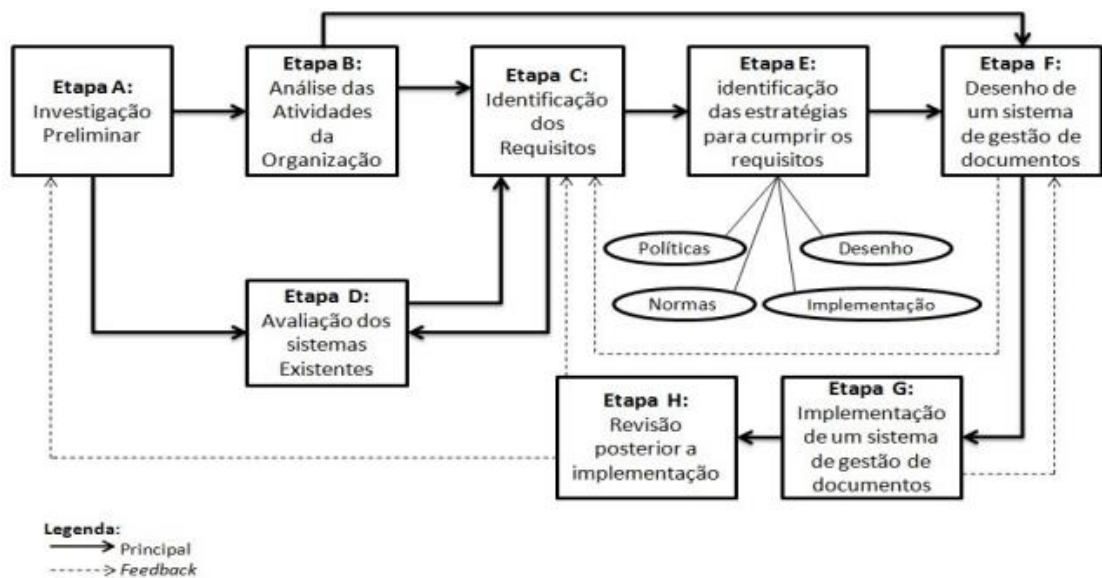 Etapa A:
Investigação
Preliminar
Etapa B:
Análise das
Atividades
da
Organização
Etapa C:
Identificação
dos
Requisitos
Etapa E:
identificação
das estratégias
para cumprir os
requisitos
Etapa F:
Desenho de
um sistema
de gestão de
documentos
Políticas
Desenho
Normas
Implementação
Etapa D:
Avaliação dos
sistemas
Existentes
Etapa H:
Revisão
posterior a
implementação
Etapa G:
Implementação
de um sistema
de gestão de
documentos
Legenda:
Principal
Feedback